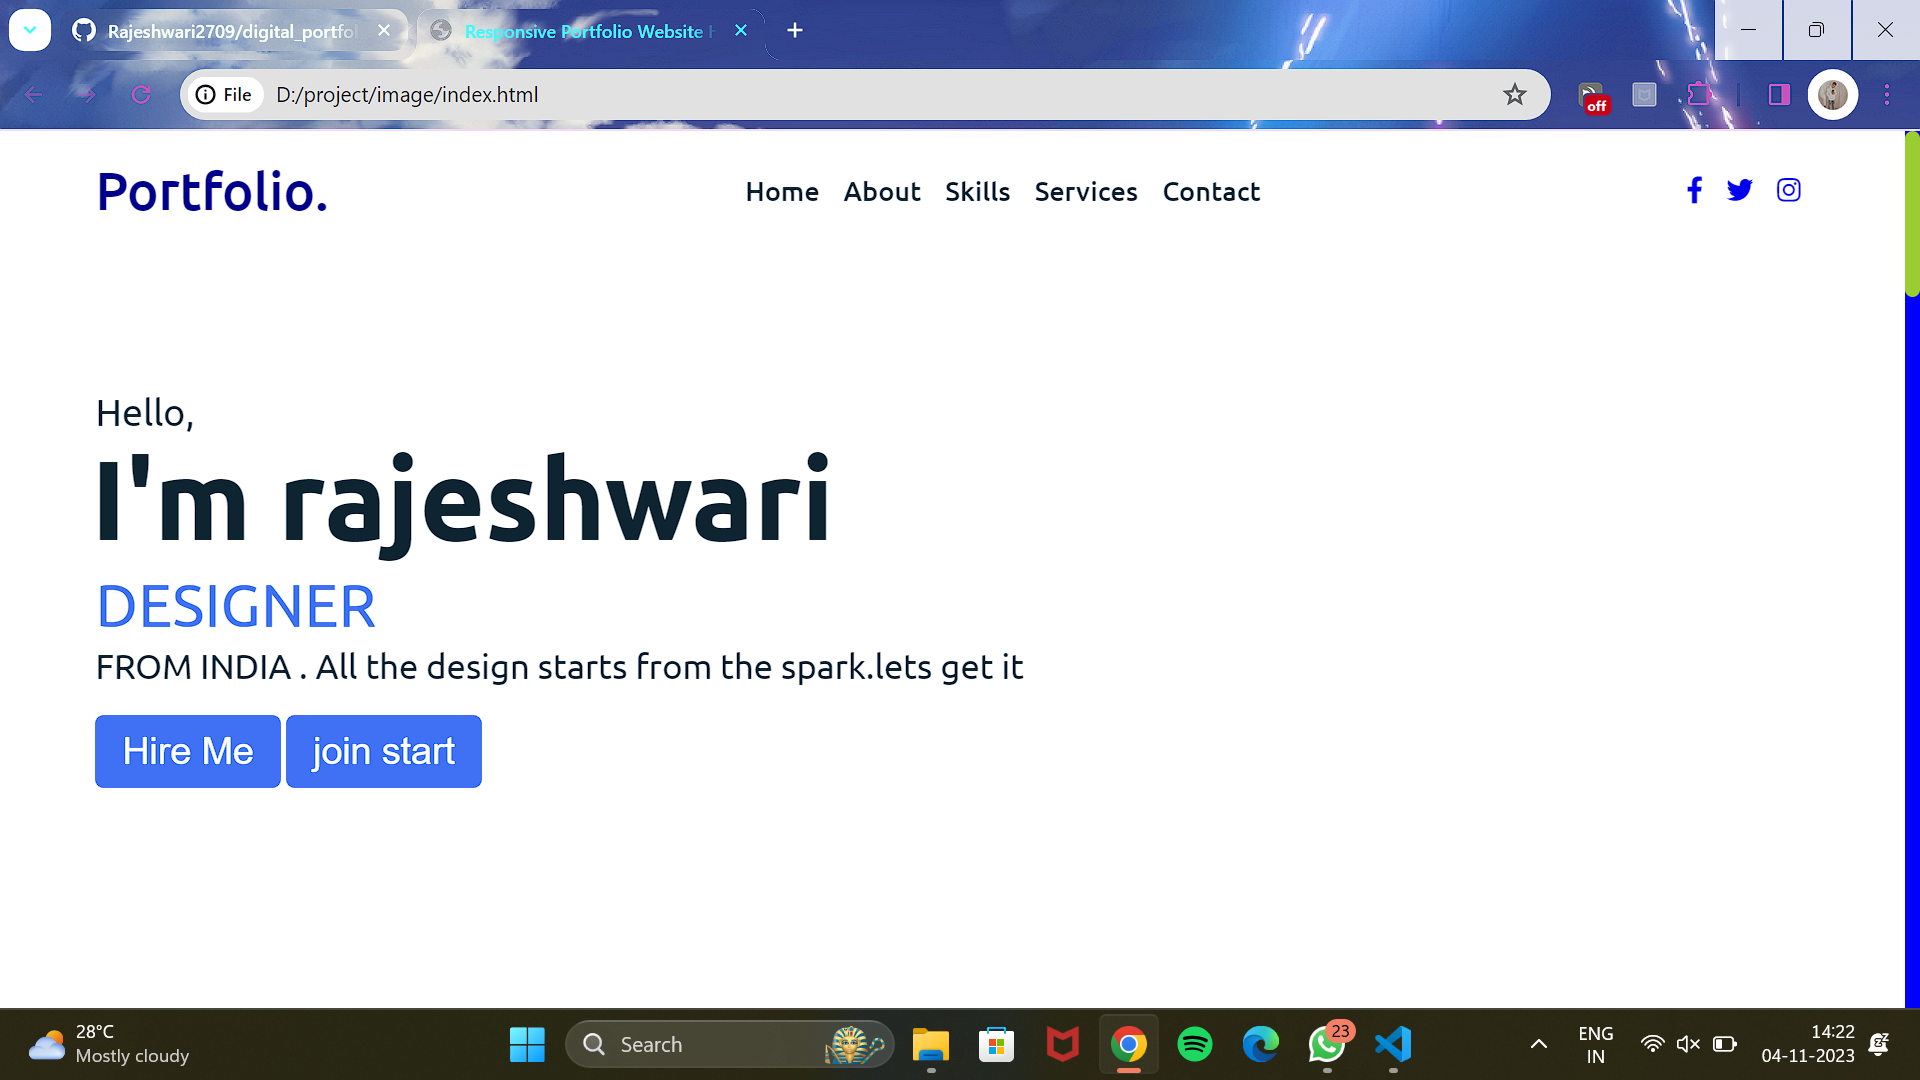 Rajeshwari2709/digital_portfol
Responsive Portfolio Website H
File D:/project/image/index.html
off
Portfolio.
Home About Skills Services Contact
Hello,
I'm rajeshwari
DESIGNER
FROM INDIA . All the design starts from the spark.lets get it
Hire Me join start
28°C
Mostly cloudy
Search
23
ENG
IN
14:22
04-11-2023